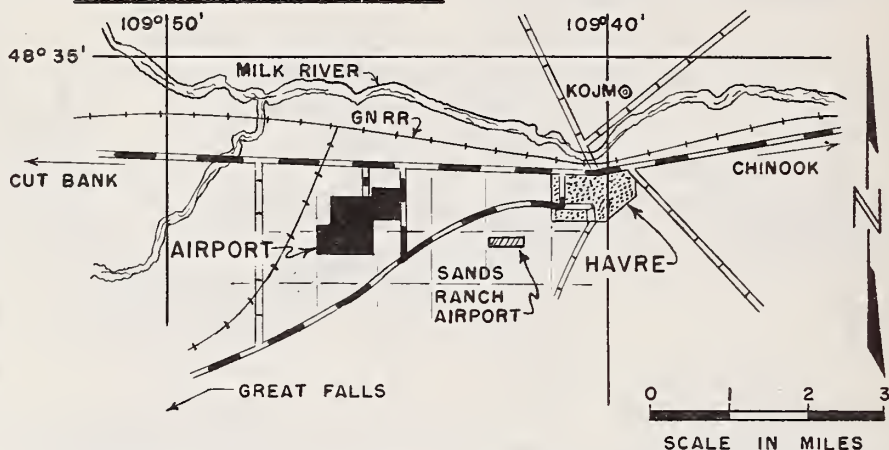 109° 50'
109° 40'
48° 35'
MILK RIVER
KOJM
GNRR
CUT BANK
CHINOOK
AIRPORT
SANDS
RANCH
AIRPORT
HAVRE
N
GREAT FALLS
0 1 2 3
SCALE IN MILES